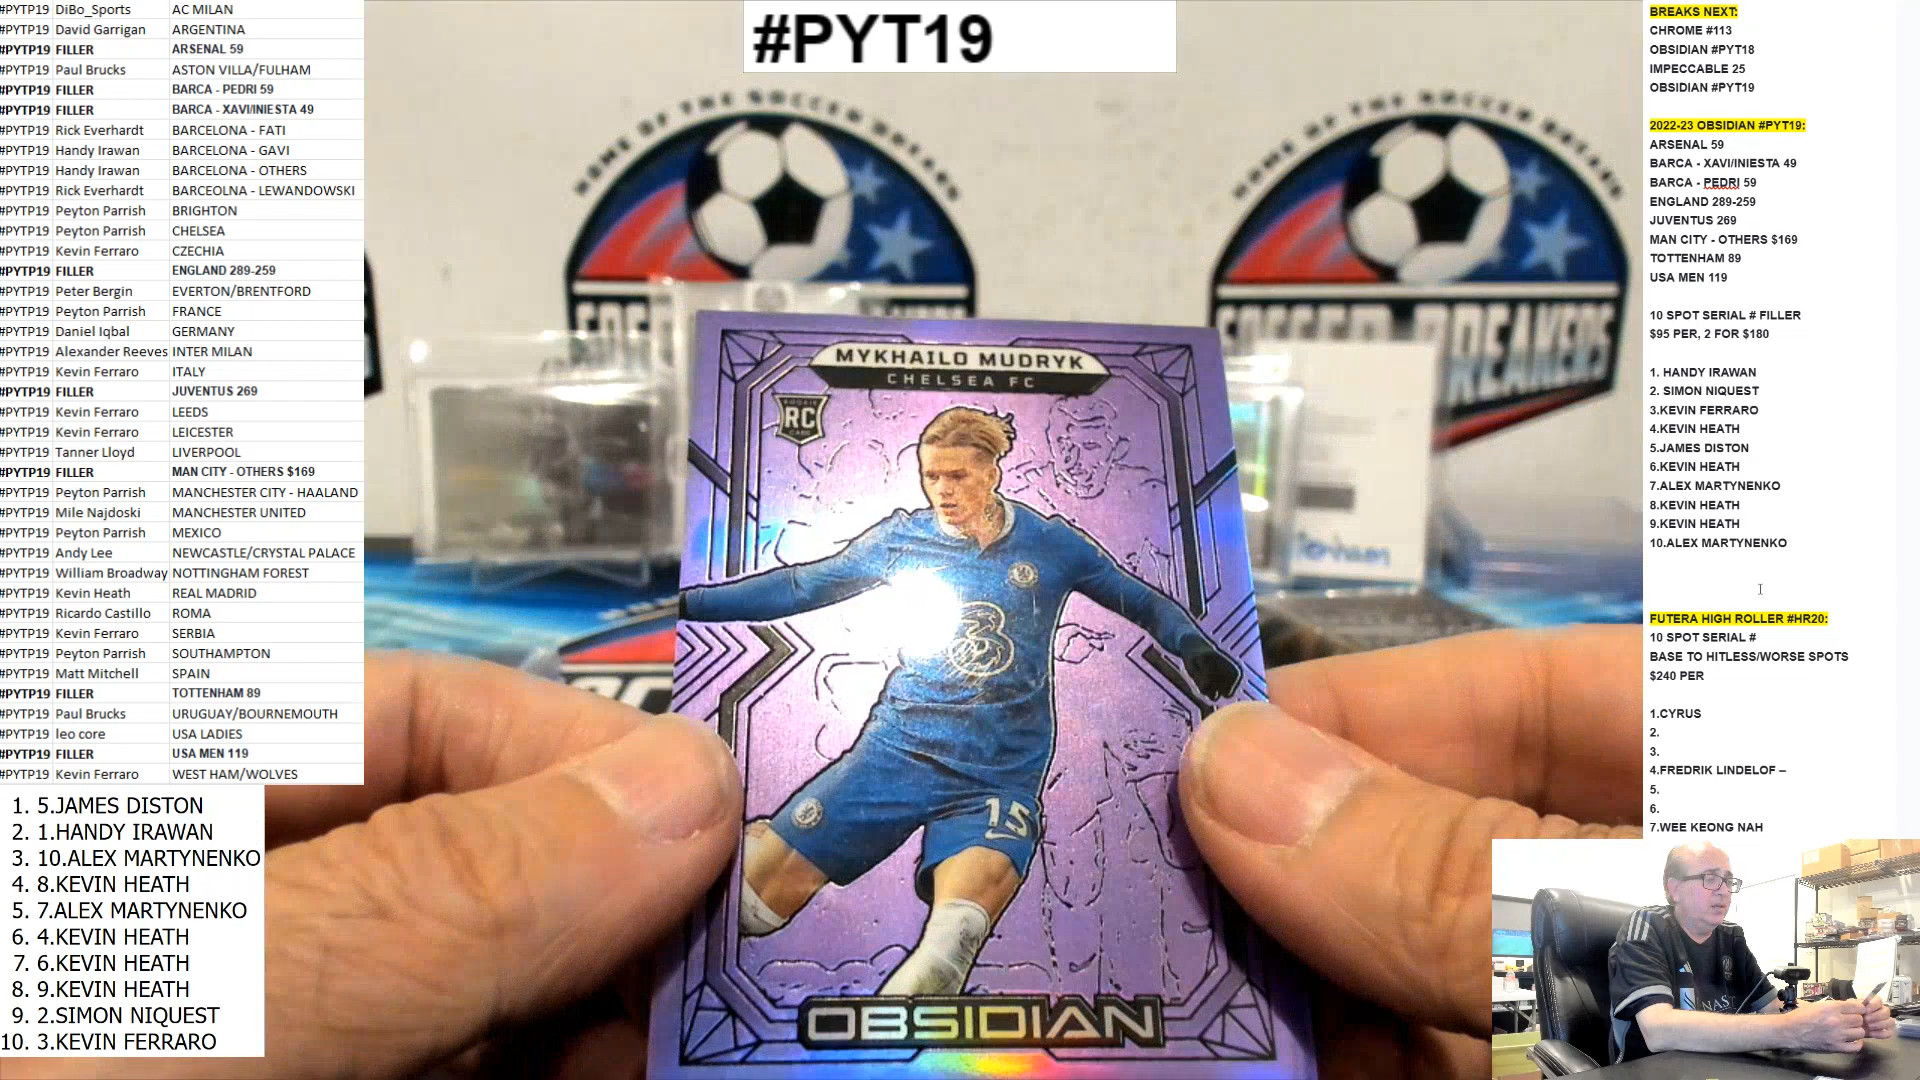 #PYTP19 DiBo_Sports AC MILAN
#PYTP19 David Garrigan ARGENTINA
#PYTP19 FILLER ARSENAL 59
#PYTP19 Paul Brucks ASTON VILLA/FULHAM
#PYTP19 FILLER BARCA - PEDRI 59
#PYTP19 FILLER BARCA - XAVI/INIESTA 49
#PYTP19 Rick Everhardt BARCELONA - FATI
#PYTP19 Handy Irawan BARCELONA - GAVI
#PYTP19 Handy Irawan BARCELONA - OTHERS
#PYTP19 Rick Everhardt BARCEOLNA - LEWANDOWSKI
#PYTP19 Peyton Parrish BRIGHTON
#PYTP19 Peyton Parrish CHELSEA
#PYTP19 Kevin Ferraro CZECHIA
#PYTP19 FILLER ENGLAND 289-259
#PYTP19 Peter Bergin EVERTON/BRENTFORD
#PYTP19 Peyton Parrish FRANCE
#PYTP19 Daniel Iqbal GERMANY
#PYTP19 Alexander Reeves INTER MILAN
#PYTP19 Kevin Ferraro ITALY
#PYTP19 FILLER JUVENTUS 269
#PYTP19 Kevin Ferraro LEEDS
#PYTP19 Kevin Ferraro LEICESTER
#PYTP19 Tanner Lloyd LIVERPOOL
#PYTP19 FILLER MAN CITY - OTHERS $169
#PYTP19 Peyton Parrish MANCHESTER CITY - HAALAND
#PYTP19 Mile Najdoski MANCHESTER UNITED
#PYTP19 Peyton Parrish MEXICO
#PYTP19 Andy Lee NEWCASTLE/CRYSTAL PALACE
#PYTP19 William Broadway NOTTINGHAM FOREST
#PYTP19 Kevin Heath REAL MADRID
#PYTP19 Ricardo Castillo ROMA
#PYTP19 Kevin Ferraro SERBIA
#PYTP19 Peyton Parrish SOUTHAMPTON
#PYTP19 Matt Mitchell SPAIN
#PYTP19 FILLER TOTTENHAM 89
#PYTP19 Paul Brucks URUGUAY/BOURNEMOUTH
#PYTP19 leo core USA LADIES
#PYTP19 FILLER USA MEN 119
#PYTP19 Kevin Ferraro WEST HAM/WOLVES
1. 5.JAMES DISTON
2. 1.HANDY IRAWAN
3. 10.ALEX MARTYNENKO
4. 8.KEVIN HEATH
5. 7.ALEX MARTYNENKO
6. 4.KEVIN HEATH
7. 6.KEVIN HEATH
8. 9.KEVIN HEATH
9. 2.SIMON NIQUEST
10. 3.KEVIN FERRARO
#PYT19
HOME OF THE SOCCER BREAKS
HOME OF THE SOCCER BREAKS
BREAKERS
MYKHAILO MUDRYK
CHELSEA FC
ROOKIE
RC
CARD
3
15
OBSIDIAN
BREAKS NEXT:
CHROME #113
OBSIDIAN #PYT18
IMPECCABLE 25
OBSIDIAN #PYT19
2022-23 OBSIDIAN #PYT19:
ARSENAL 59
BARCA - XAVI/INIESTA 49
BARCA - PEDRI 59
ENGLAND 289-259
JUVENTUS 269
MAN CITY - OTHERS $169
TOTTENHAM 89
USA MEN 119
10 SPOT SERIAL # FILLER
$95 PER, 2 FOR $180
1. HANDY IRAWAN
2. SIMON NIQUEST
3.KEVIN FERRARO
4.KEVIN HEATH
5.JAMES DISTON
6.KEVIN HEATH
7.ALEX MARTYNENKO
8.KEVIN HEATH
9.KEVIN HEATH
10.ALEX MARTYNENKO
FUTERA HIGH ROLLER #HR20:
10 SPOT SERIAL #
BASE TO HITLESS/WORSE SPOTS
$240 PER
1.CYRUS
2.
3.
4.FREDRIK LINDELOF –
5.
6.
7.WEE KEONG NAH